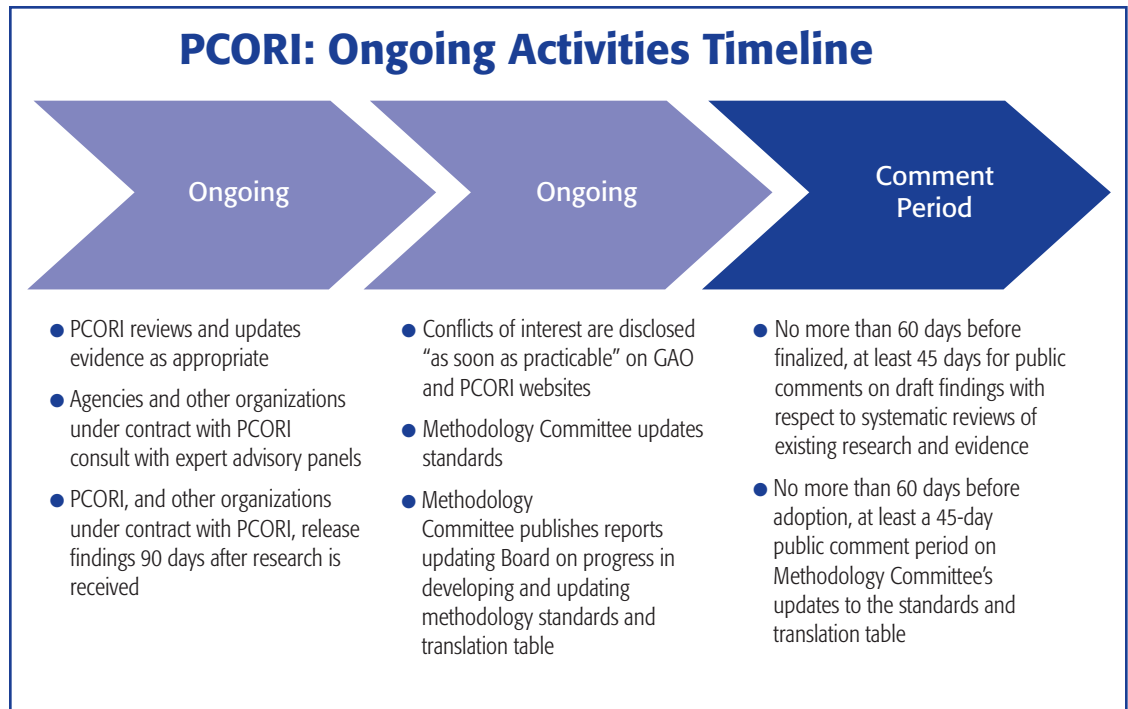 PCORI: Ongoing Activities Timeline
Ongoing
Ongoing
Comment
Period
● PCORI reviews and updates
evidence as appropriate
● Agencies and other organizations
under contract with PCORI
consult with expert advisory panels
● PCORI, and other organizations
under contract with PCORI, release
findings 90 days after research is
received
● Conflicts of interest are disclosed
“as soon as practicable” on GAO
and PCORI websites
● Methodology Committee updates
standards
● Methodology
Committee publishes reports
updating Board on progress in
developing and updating
methodology standards and
translation table
● No more than 60 days before
finalized, at least 45 days for public
comments on draft findings with
respect to systematic reviews of
existing research and evidence
● No more than 60 days before
adoption, at least a 45-day
public comment period on
Methodology Committee’s
updates to the standards and
translation table